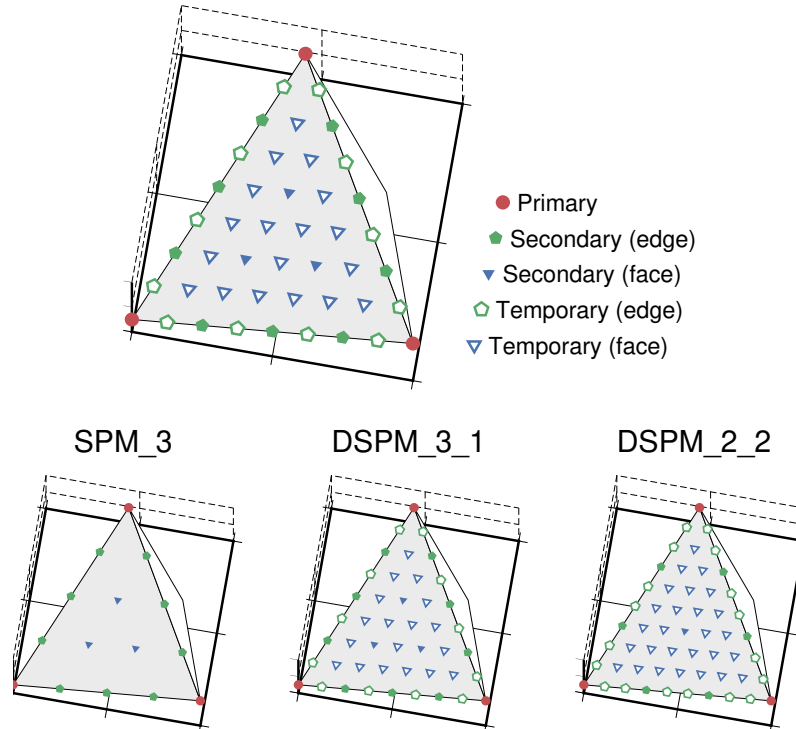 Primary
Secondary (edge)
Secondary (face)
Temporary (edge)
Temporary (face)
SPM_3
DSPM_3_1
DSPM_2_2